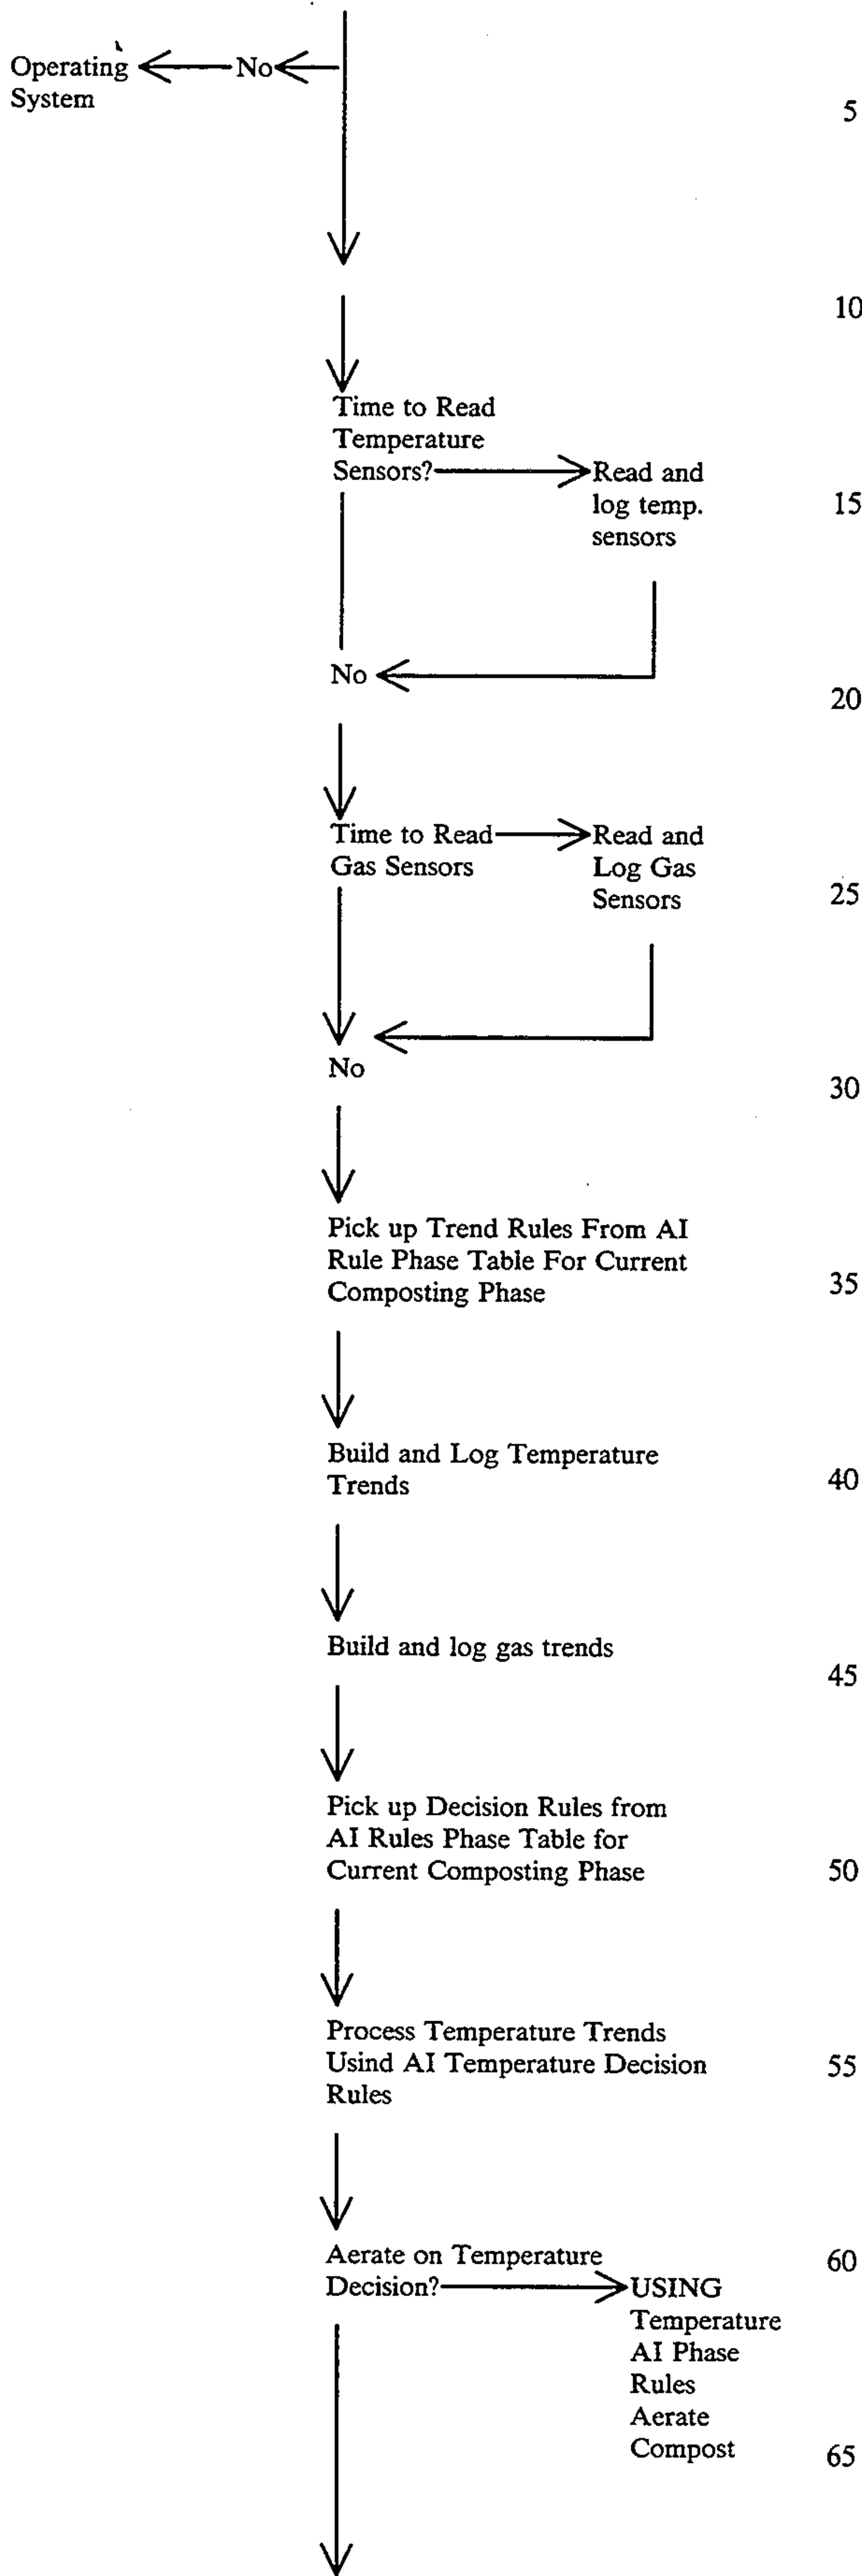 Operating No
System
5
10
Time to Read
Temperature
Sensors? Read and
log temp.
15
sensors
No
20
Time to Read Read and
Gas Sensors Log Gas
Sensors
25
No
30
Pick up Trend Rules From AI
Rule Phase Table For Current
Composting Phase
35
Build and Log Temperature
Trends
40
Build and log gas trends
45
Pick up Decision Rules from
AI Rules Phase Table for
Current Composting Phase
50
Process Temperature Trends
Usind AI Temperature Decision
55
Rules
Aerate on Temperature
60
Decision? USING
Temperature
AI Phase
Rules
Aerate
Compost
65